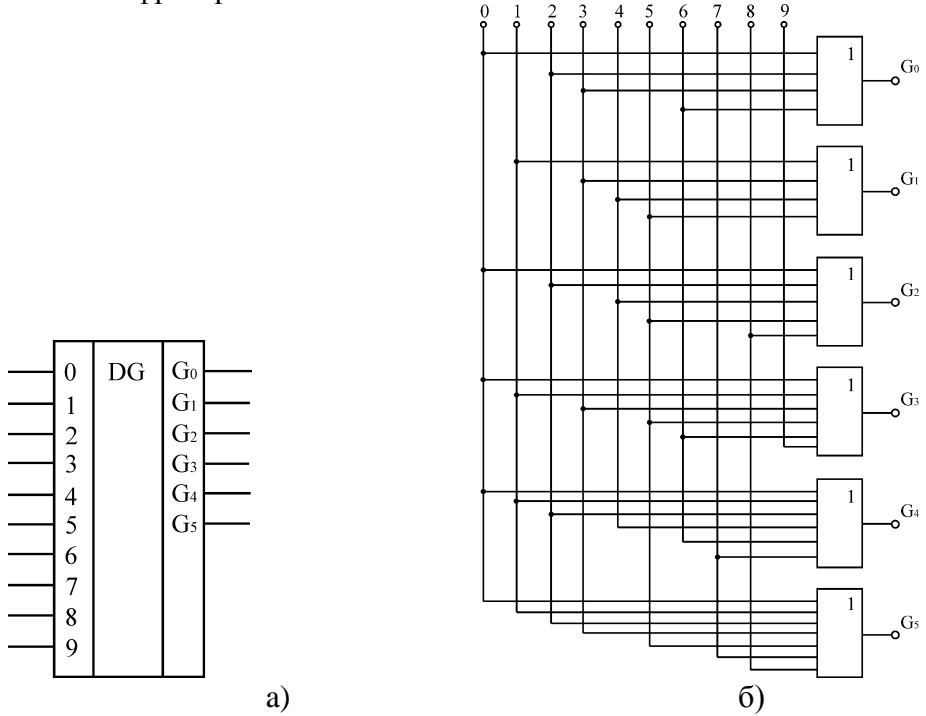 0 1 2 3 4 5 6 7 8 9
1 G₀
1 G₁
1 G₂
1 G₃
1 G₄
1 G₅
0 DG G₀
1 G₁
2 G₂
3 G₃
4 G₄
5 G₅
6
7
8
9
а) б)